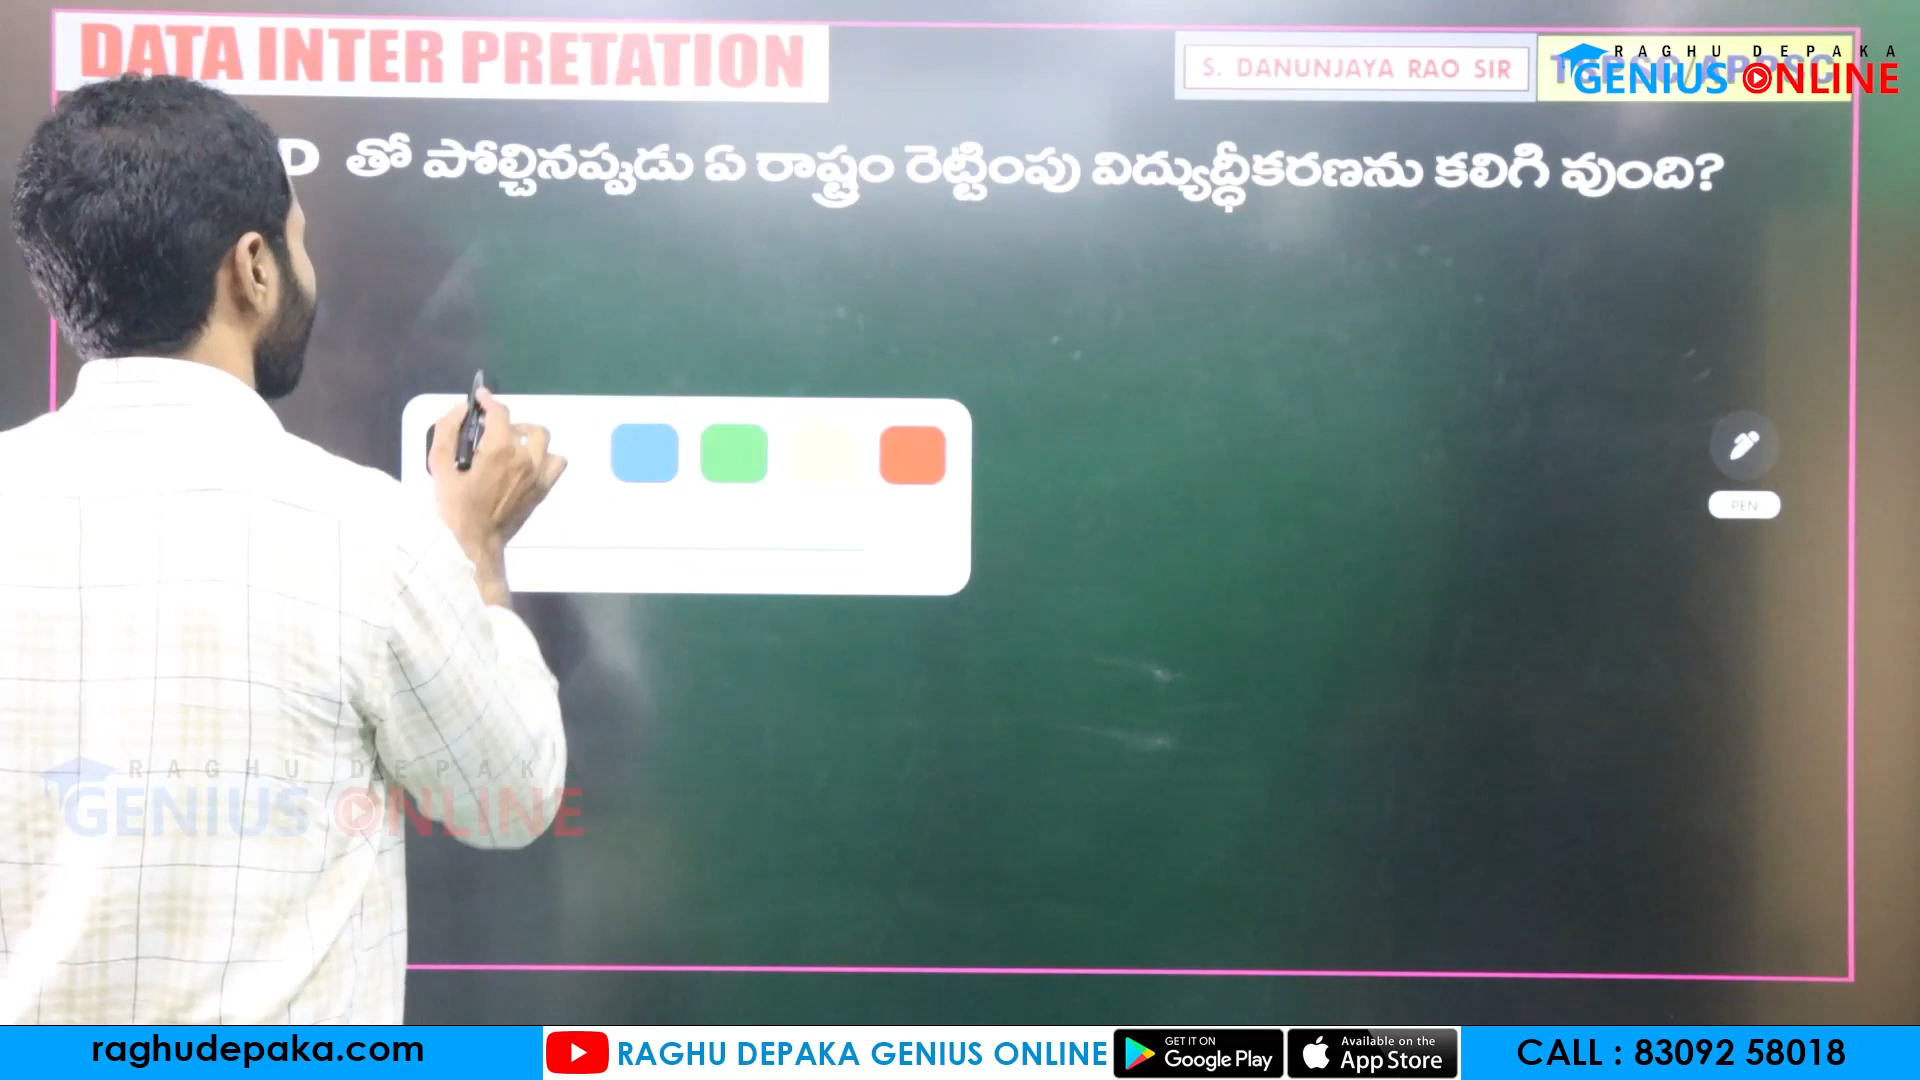 DATA INTER PRETATION
S. DANUNJAYA RAO SIR
RAGHU DEPAKA
GENIUS ONLINE
D తో పోల్చినప్పుడు ఏ రాష్ట్రం రెట్టింపు విద్యుద్ధీకరణను కలిగి వుంది?
PEN
RAGHU DEPAKA
GENIUS ONLINE
raghudepaka.com
RAGHU DEPAKA GENIUS ONLINE
GET IT ON
Google Play
Available on the
App Store
CALL : 83092 58018